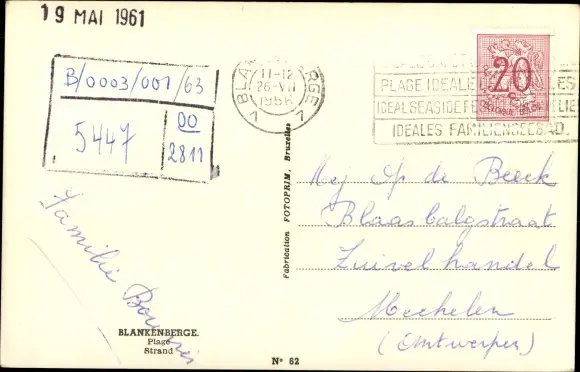 19 MAI 1961
B/0003/001/63
5447
00
2811
11-12
26-VII
1956
PLAGE IDEALE
IDEAL SEASIDE
IDEALES FAMILIENSEEBAD.
20
Mej Op de Beeck
Blaasbalgstraat
Zuivelhandel
Mechelen
(Antwerpen)
Fabrication FOTOPRIM, Bruxelles
Familie
BLANKENBERGE.
Plage
Strand
N° 62